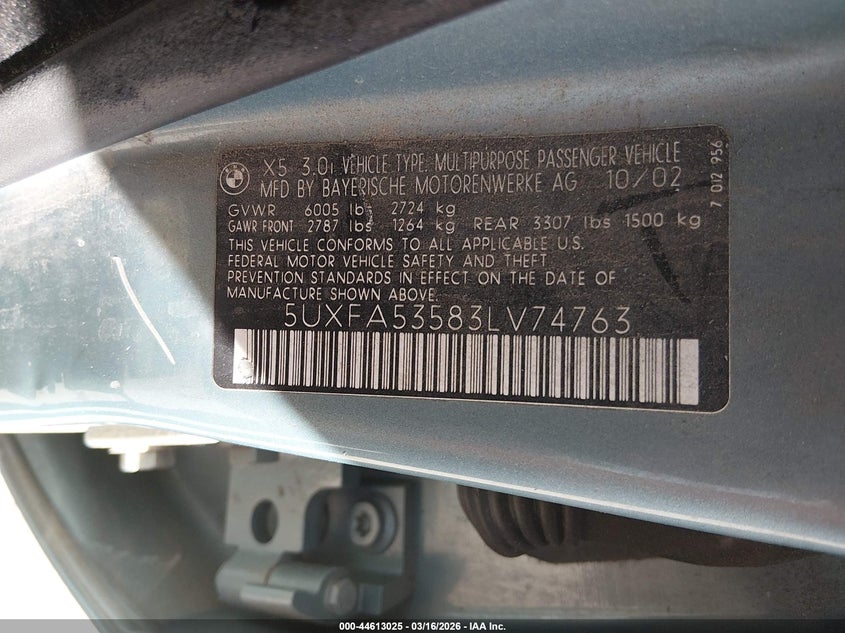 X5 3.0i VEHICLE TYPE: MULTIPURPOSE PASSENGER VEHICLE
MFD BY BAYERISCHE MOTORENWERKE AG 10/02
GVWR 6005 lbs 2724 kg
GAWR FRONT 2787 lbs 1264 kg REAR 3307 lbs 1500 kg
THIS VEHICLE CONFORMS TO ALL APPLICABLE U.S.
FEDERAL MOTOR VEHICLE SAFETY AND THEFT
PREVENTION STANDARDS IN EFFECT ON THE DATE OF
MANUFACTURE SHOWN ABOVE.
5UXFA53583LV74763
7 012 956
000-44613025 - 03/16/2026 - IAA Inc.